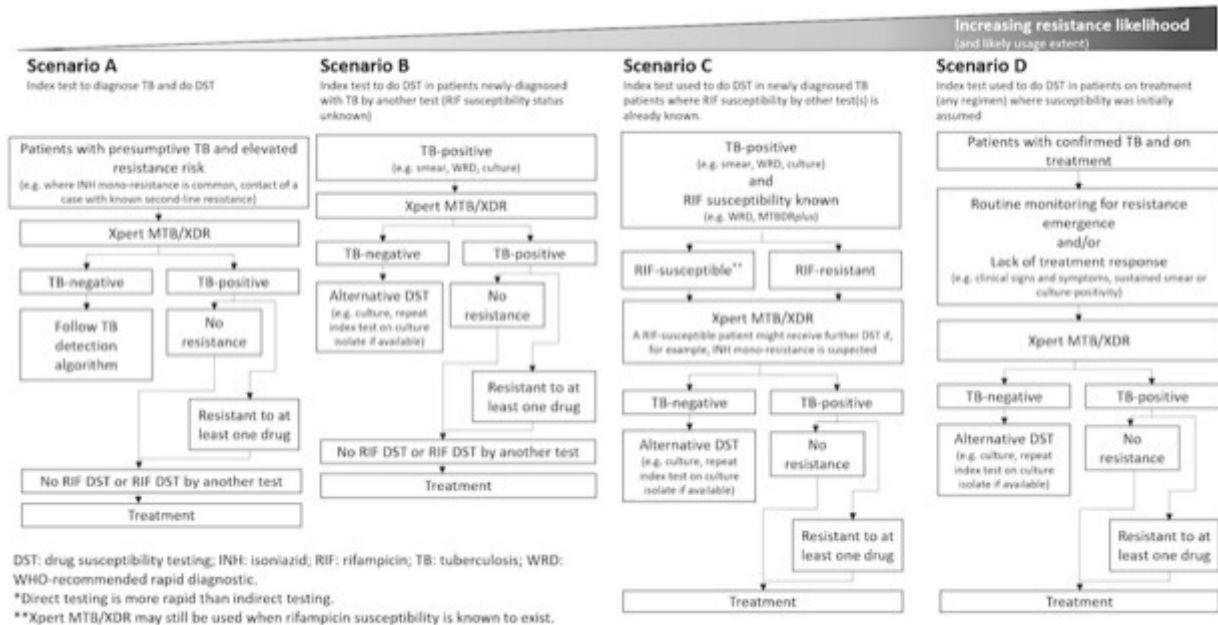 Increasing resistance likelihood
(and likely usage extent)
Scenario A
Index test to diagnose TB and do DST
Patients with presumptive TB and elevated
resistance risk
(e.g. where INH mono-resistance is common, contact of a
case with known second-line resistance)
Xpert MTB/XDR
TB-negative
TB-positive
Follow TB
detection
algorithm
No
resistance
Resistant to at
least one drug
No RIF DST or RIF DST by another test
Treatment
Scenario B
Index test to do DST in patients newly-diagnosed
with TB by another test (RIF susceptibility status
unknown)
TB-positive
(e.g. smear, WRD, culture)
Xpert MTB/XDR
TB-negative
TB-positive
Alternative DST
(e.g. culture, repeat
index test on culture
isolate if available)
No
resistance
Resistant to at
least one drug
No RIF DST or RIF DST by another test
Treatment
Scenario C
Index test used to do DST in newly diagnosed TB
patients where RIF susceptibility by other test(s) is
already known.
TB-positive
(e.g. smear, WRD, culture)
and
RIF susceptibility known
(e.g. WRD, MTBDRplus)
RIF-susceptible**
RIF-resistant
Xpert MTB/XDR
A RIF-susceptible patient might receive further DST if,
for example, INH mono-resistance is suspected
TB-negative
TB-positive
Alternative DST
(e.g. culture, repeat
index test on culture
isolate if available)
No
resistance
Resistant to at
least one drug
Treatment
Scenario D
Index test used to do DST in patients on treatment
(any regimen) where susceptibility was initially
assumed
Patients with confirmed TB and on
treatment
Routine monitoring for resistance
emergence
and/or
Lack of treatment response
(e.g. clinical signs and symptoms, sustained smear or
culture-positivity)
Xpert MTB/XDR
TB-negative
TB-positive
Alternative DST
(e.g. culture, repeat
index test on culture
isolate if available)
No
resistance
Resistant to at
least one drug
Treatment
DST: drug susceptibility testing; INH: isoniazid; RIF: rifampicin; TB: tuberculosis; WRD:
WHO-recommended rapid diagnostic.
*Direct testing is more rapid than indirect testing.
**Xpert MTB/XDR may still be used when rifampicin susceptibility is known to exist.